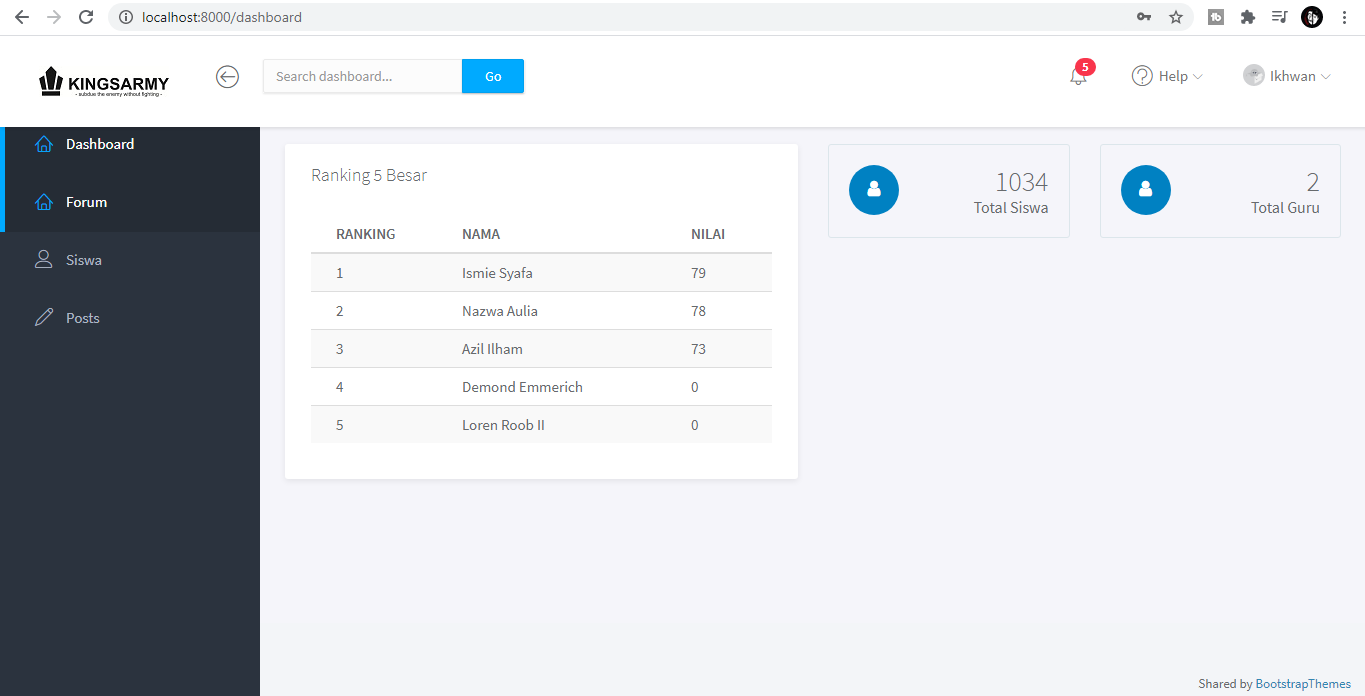 localhost:8000/dashboard
KINGSARMY
- subdue the enemy without fighting -
Search dashboard...
Go
5
Help
Ikhwan
Dashboard
Forum
Siswa
Posts
Ranking 5 Besar
RANKING NAMA NILAI
1 Ismie Syafa 79
2 Nazwa Aulia 78
3 Azil Ilham 73
4 Demond Emmerich 0
5 Loren Roob II 0
1034
Total Siswa
2
Total Guru
Shared by BootstrapThemes